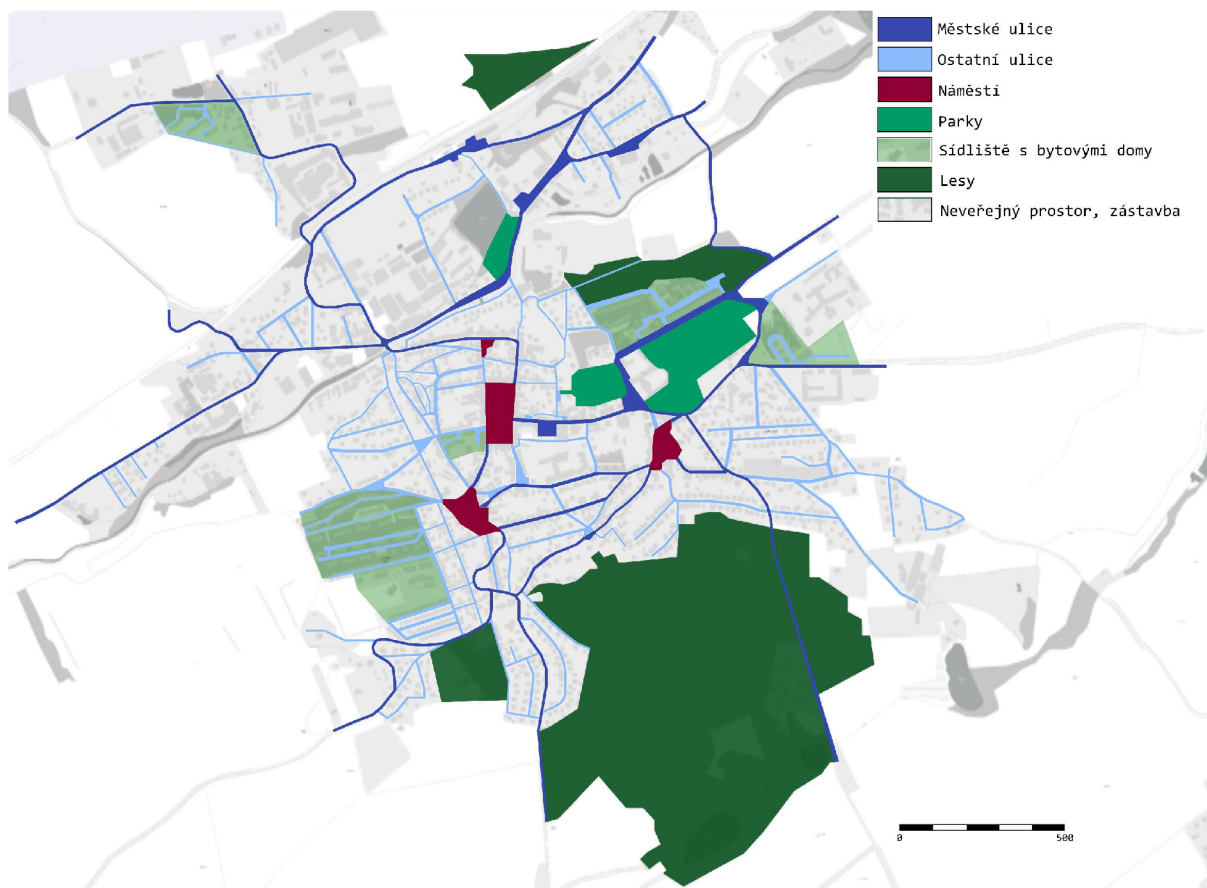 Městské ulice
Ostatní ulice
Náměstí
Parky
Sídliště s bytovými domy
Lesy
Neveřejný prostor, zástavba
0 500